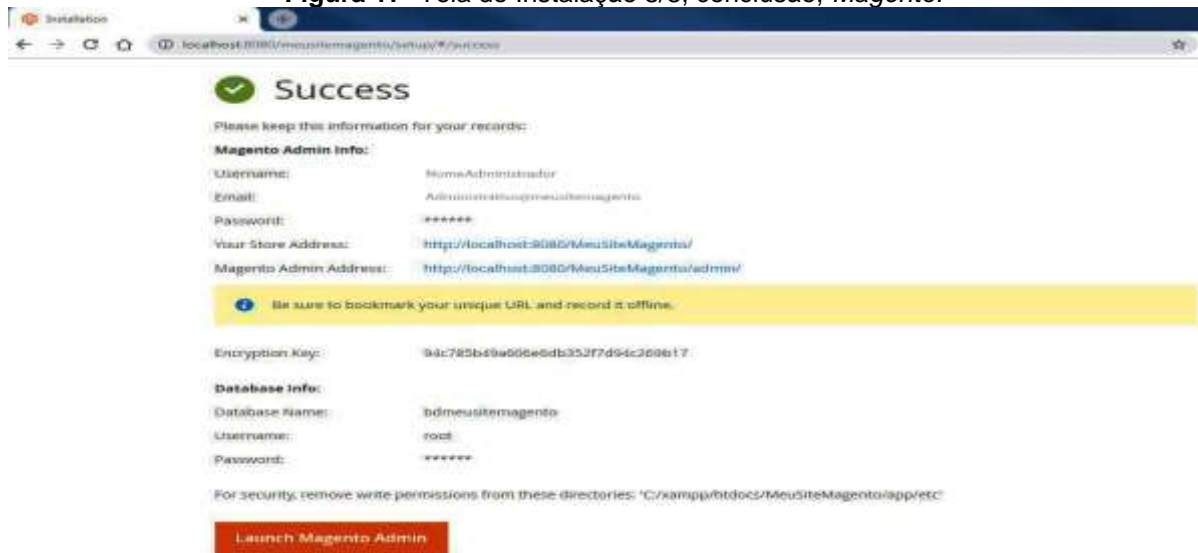 Figura 17 - Tela de Instalação 8/8, conclusão, Magento.
Installation
localhost:8080/meusitemagento/setup/#/success
Success
Please keep this information for your records:
Magento Admin Info:
Username: NomeAdministrador
Email:
Password: ******
Your Store Address: http://localhost:8080/MeuSiteMagento/
Magento Admin Address: http://localhost:8080/MeuSiteMagento/admin/
Be sure to bookmark your unique URL and record it offline.
Encryption Key:
Database Info:
Database Name: bdmeusitemagento
Username: root
Password: ******
For security, remove write permissions from these directories: 'C:/xampp/htdocs/MeuSiteMagento/app/etc'
Launch Magento Admin